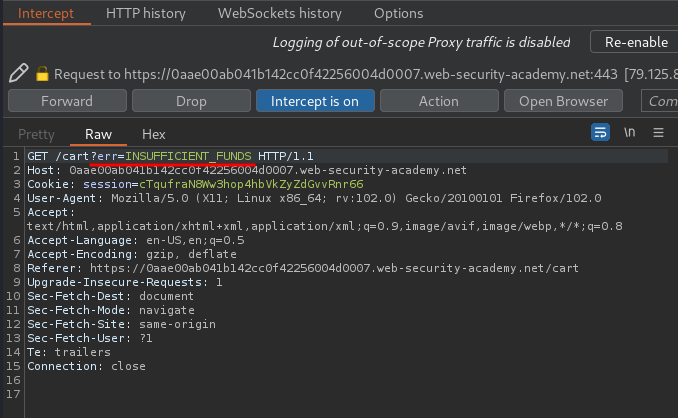 Intercept HTTP history WebSockets history Options
Logging of out-of-scope Proxy traffic is disabled Re-enable
Request to https://0aae00ab041b142cc0f42256004d0007.web-security-academy.net:443 [79.125.8
Forward Drop Intercept is on Action Open Browser Com
Pretty Raw Hex \n
1 GET /cart?err=INSUFFICIENT_FUNDS HTTP/1.1
2 Host: 0aae00ab041b142cc0f42256004d0007.web-security-academy.net
3 Cookie: session=cTqufraN8Ww3hop4hbVkZyZdGvvRnr66
4 User-Agent: Mozilla/5.0 (X11; Linux x86_64; rv:102.0) Gecko/20100101 Firefox/102.0
5 Accept:
text/html,application/xhtml+xml,application/xml;q=0.9,image/avif,image/webp,*/*;q=0.8
6 Accept-Language: en-US,en;q=0.5
7 Accept-Encoding: gzip, deflate
8 Referer: https://0aae00ab041b142cc0f42256004d0007.web-security-academy.net/cart
9 Upgrade-Insecure-Requests: 1
10 Sec-Fetch-Dest: document
11 Sec-Fetch-Mode: navigate
12 Sec-Fetch-Site: same-origin
13 Sec-Fetch-User: ?1
14 Te: trailers
15 Connection: close
16
17